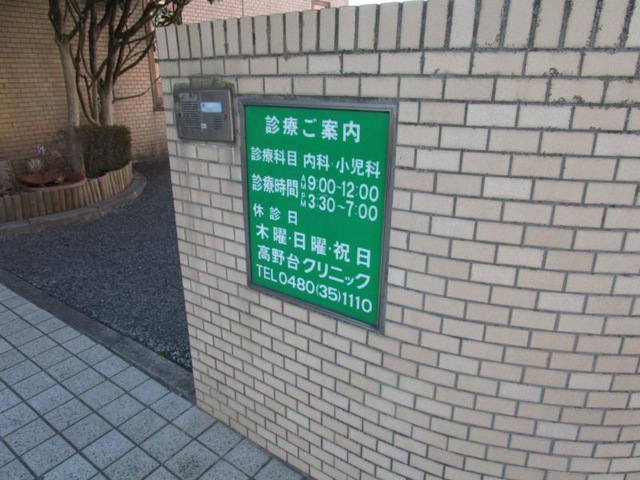 診療ご案内
診療科目 内科・小児科
診療時間 AM 9:00~12:00
PM 3:30~7:00
休診日
木曜・日曜・祝日
高野台クリニック
TEL0480(35)1110